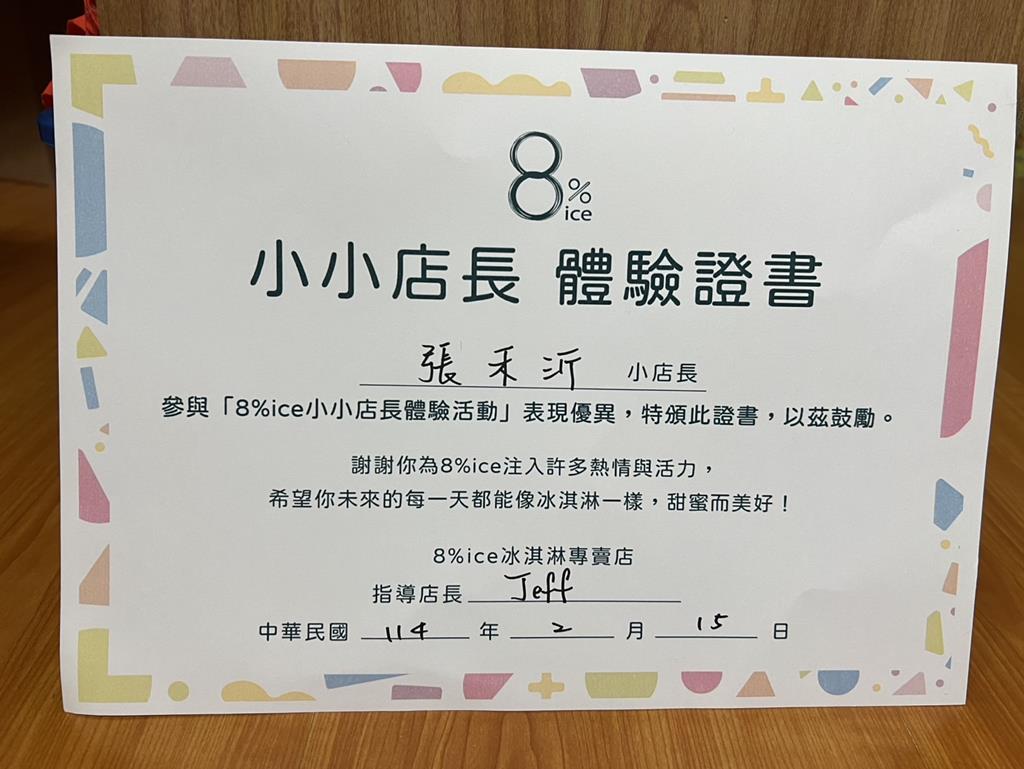 8%ice
小小店長 體驗證書
張禾沂 小店長
參與「8%ice小小店長體驗活動」表現優異，特頒此證書，以茲鼓勵。
謝謝你為8%ice注入許多熱情與活力，
希望你未來的每一天都能像冰淇淋一樣，甜蜜而美好！
8%ice冰淇淋專賣店
指導店長 Jeff
中華民國 114 年 2 月 15 日